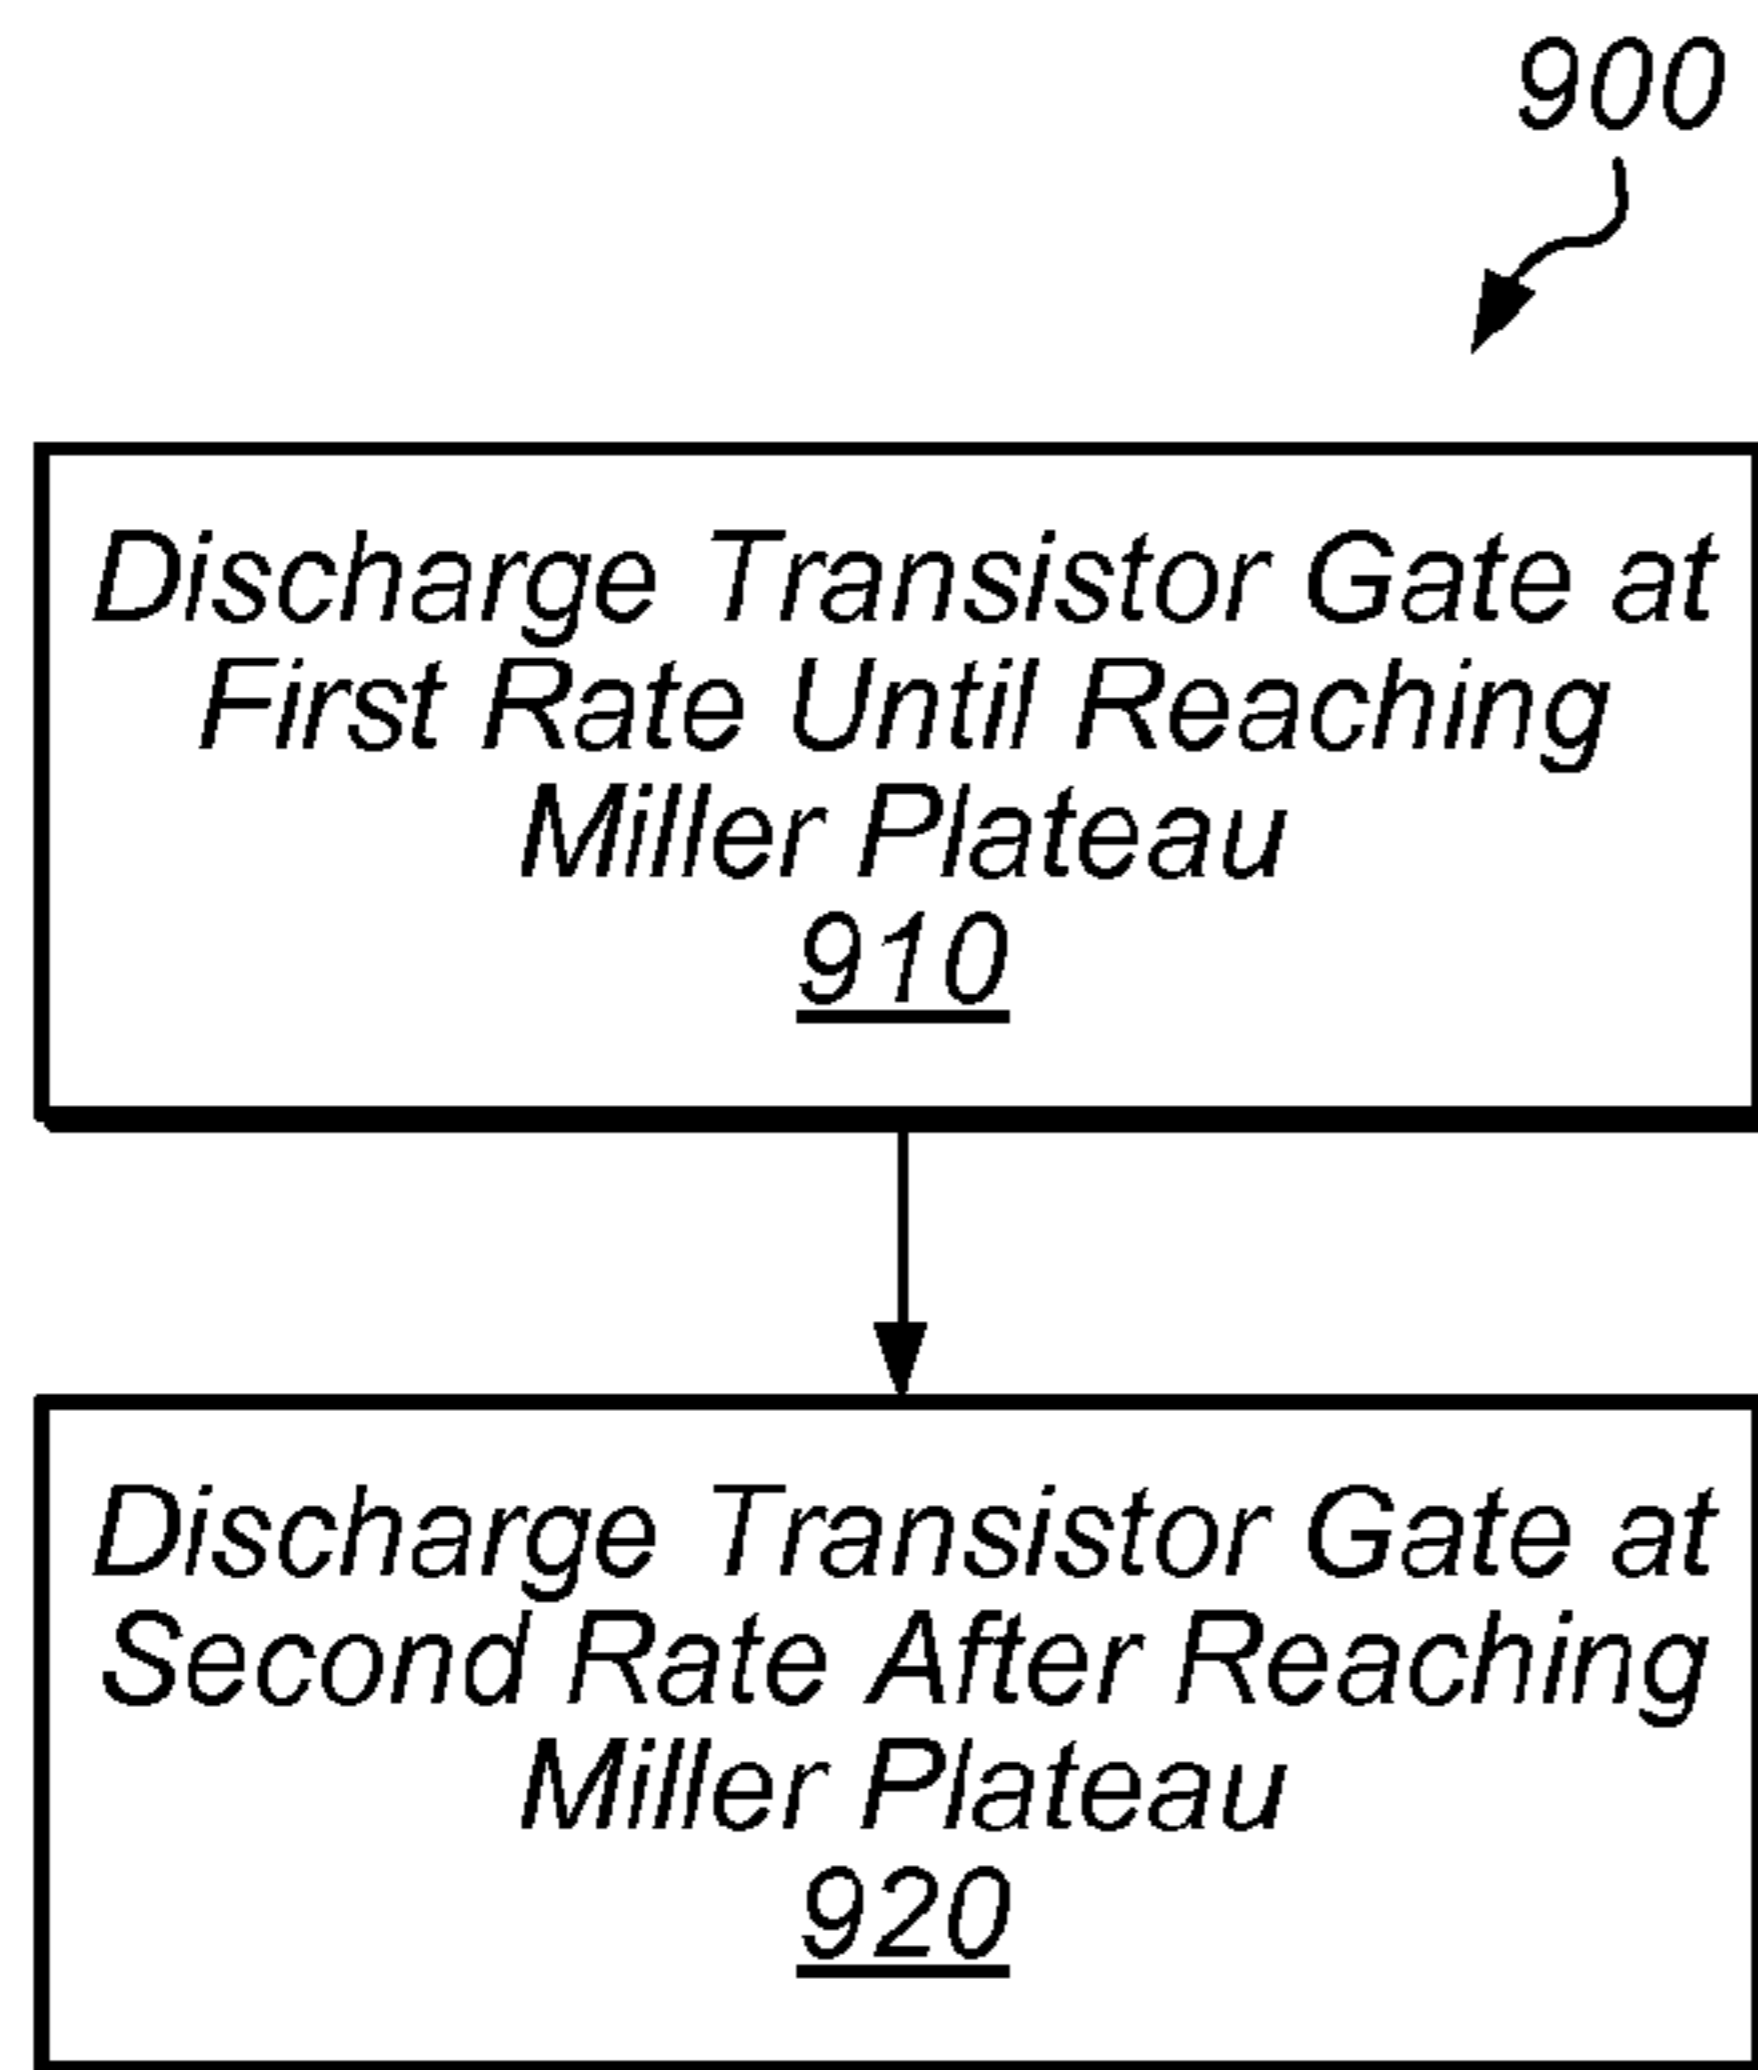 900
Discharge Transistor Gate at
First Rate Until Reaching
Miller Plateau
910
Discharge Transistor Gate at
Second Rate After Reaching
Miller Plateau
920